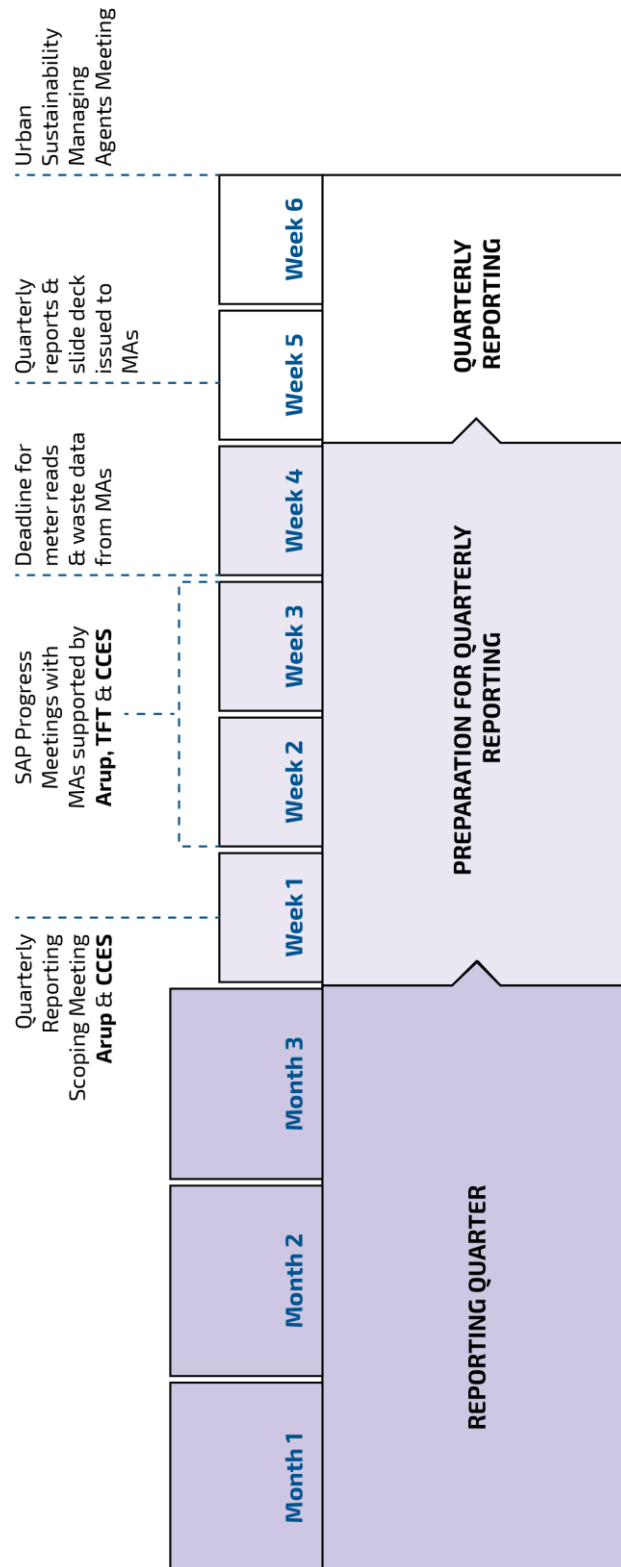 Quarterly
Reporting
Scoping Meeting
Arup & CCES
SAP Progress
Meetings with
MAs supported by
Arup, TFT & CCES
Deadline for
meter reads
& waste data
from MAs
Quarterly
reports &
slide deck
issued to
MAs
Urban
Sustainability
Managing
Agents Meeting
Month 1
Month 2
Month 3
Week 1
Week 2
Week 3
Week 4
Week 5
Week 6
REPORTING QUARTER
PREPARATION FOR QUARTERLY
REPORTING
QUARTERLY
REPORTING